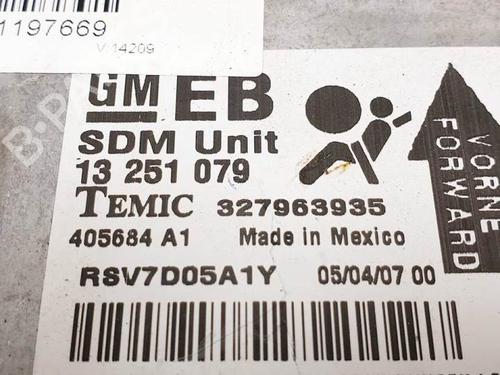 1197669
V 14209
GM EB
SDM Unit
13 251 079
TEMIC 327963935
405684 A1 Made in Mexico
RSV7D05A1Y 05/04/07 00
VORNE
FORWARD
B-P